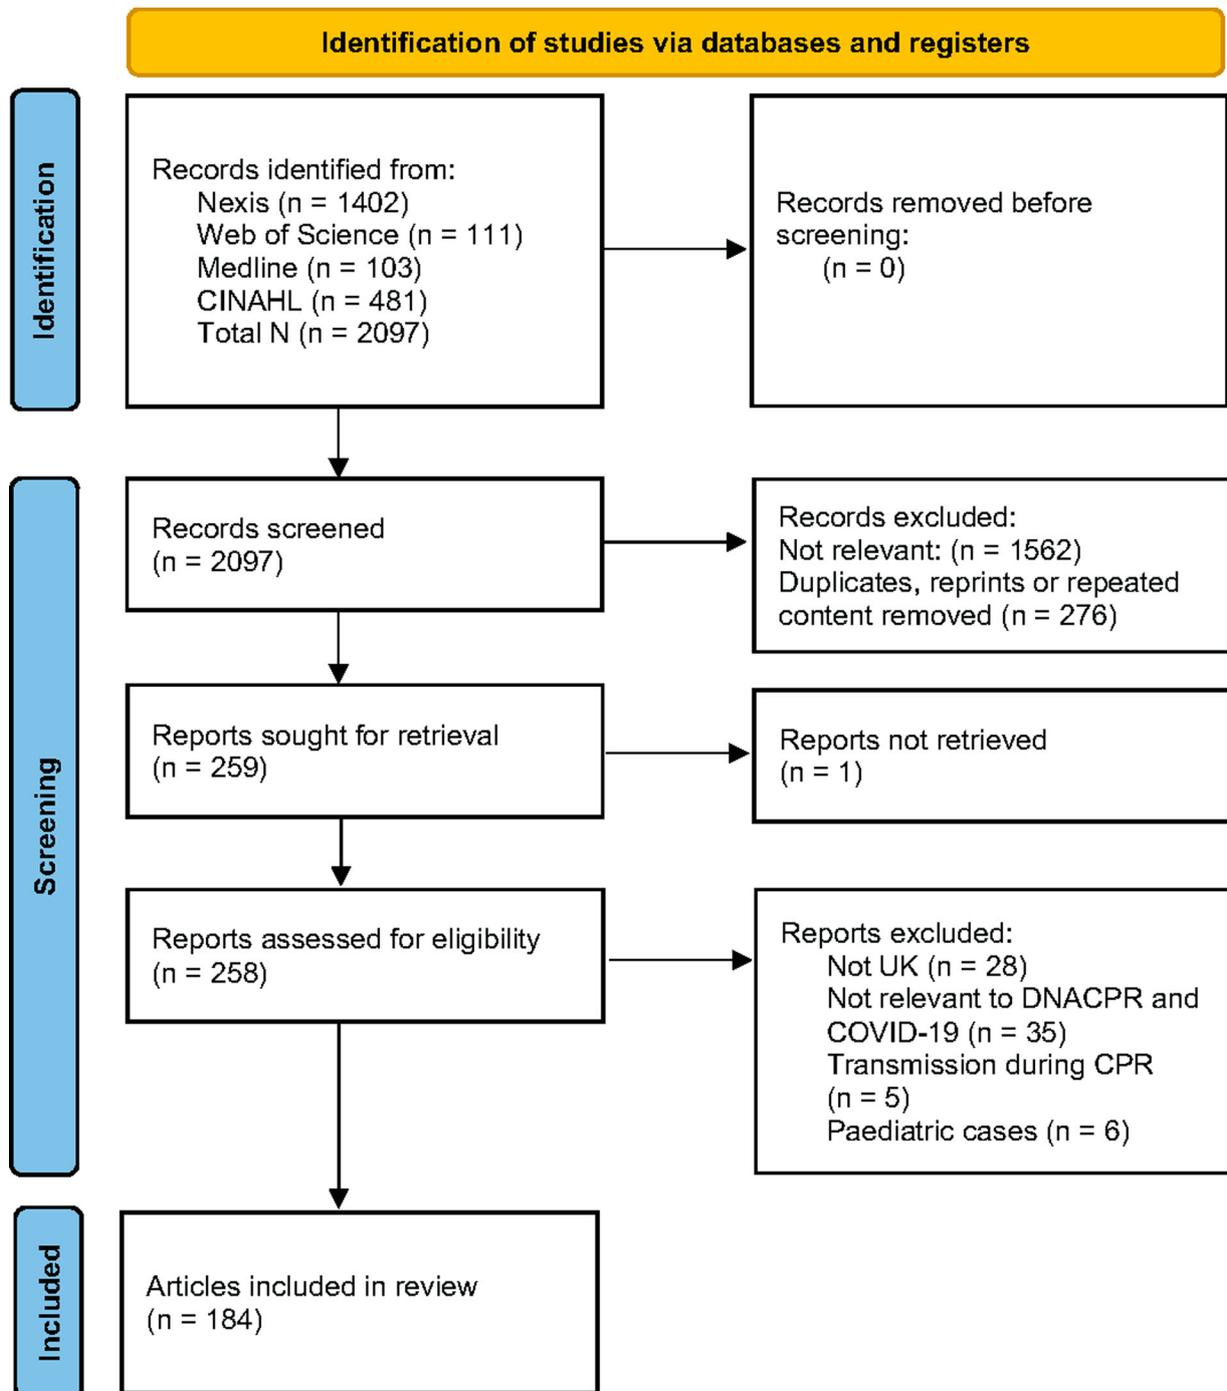 Identification of studies via databases and registers
Identification
Records identified from:
Nexis (n = 1402)
Web of Science (n = 111)
Medline (n = 103)
CINAHL (n = 481)
Total N (n = 2097)
Records removed before
screening:
(n = 0)
Screening
Records screened
(n = 2097)
Records excluded:
Not relevant: (n = 1562)
Duplicates, reprints or repeated
content removed (n = 276)
Reports sought for retrieval
(n = 259)
Reports not retrieved
(n = 1)
Reports assessed for eligibility
(n = 258)
Reports excluded:
Not UK (n = 28)
Not relevant to DNACPR and
COVID-19 (n = 35)
Transmission during CPR
(n = 5)
Paediatric cases (n = 6)
Included
Articles included in review
(n = 184)